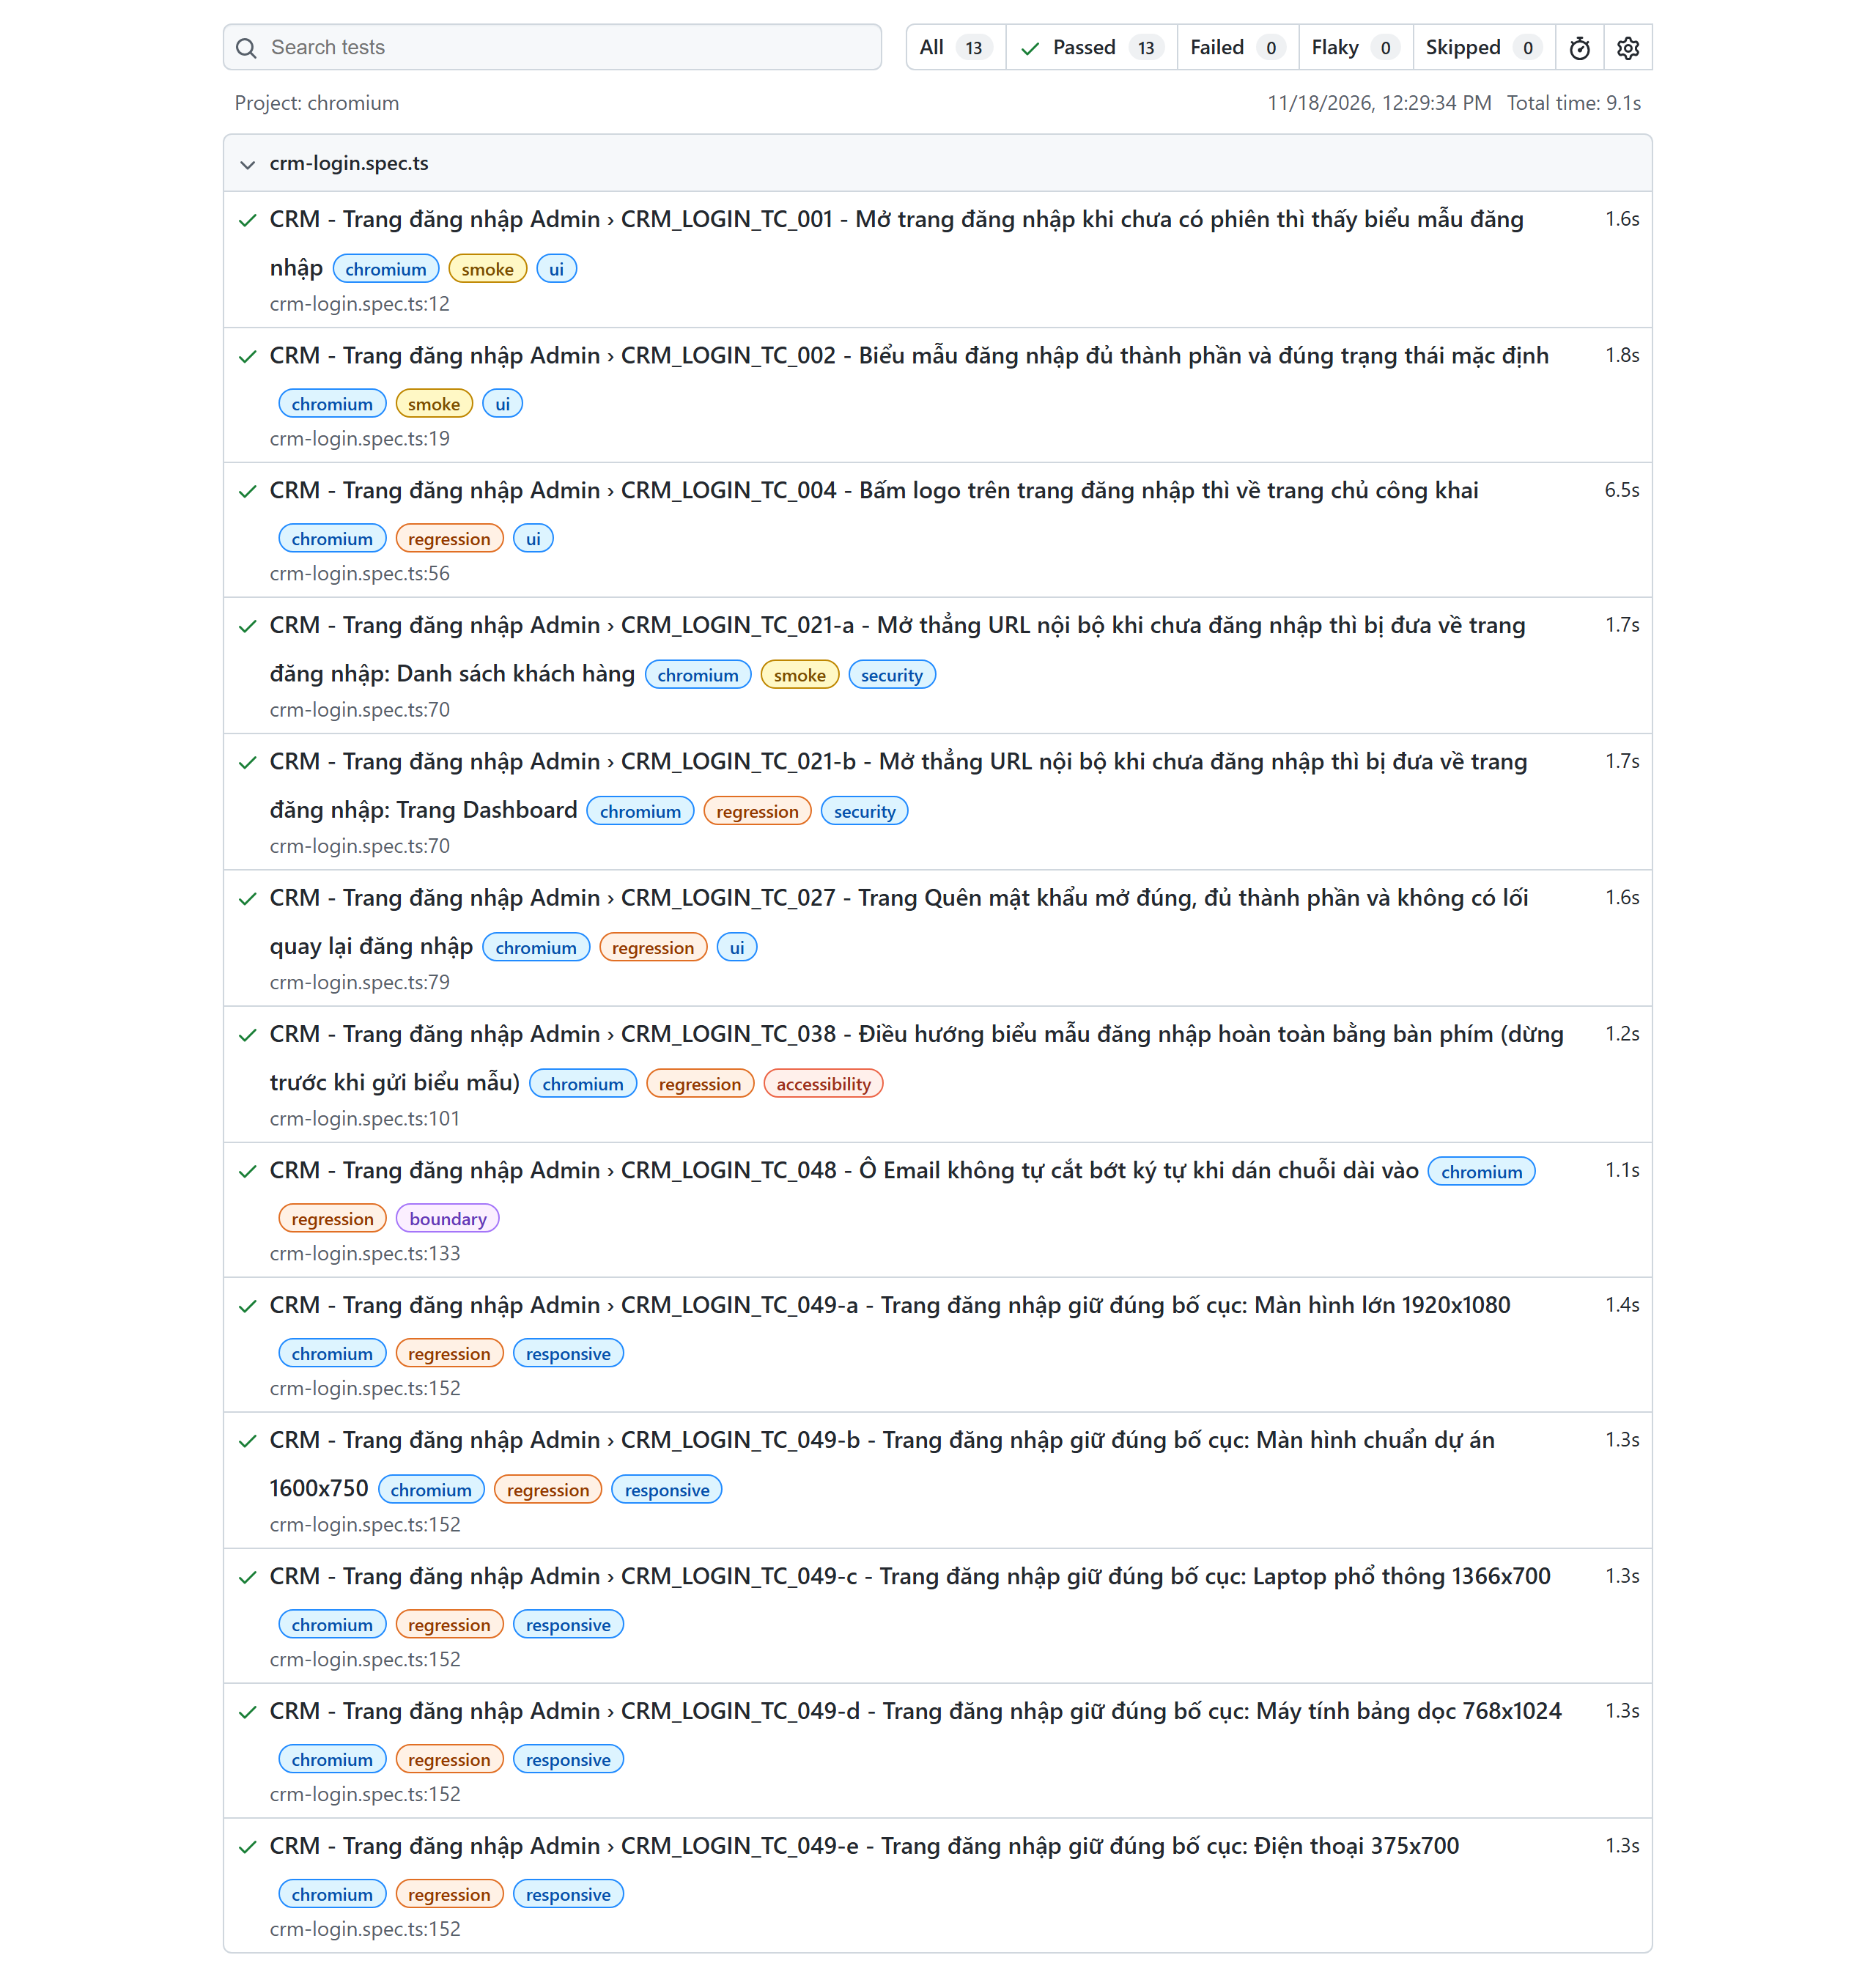 Search tests
All 13 Passed 13 Failed 0 Flaky 0 Skipped 0
Project: chromium 11/18/2026, 12:29:34 PM Total time: 9.1s
crm-login.spec.ts
CRM - Trang đăng nhập Admin › CRM_LOGIN_TC_001 - Mở trang đăng nhập khi chưa có phiên thì thấy biểu mẫu đăng 1.6s
nhập chromium smoke ui
crm-login.spec.ts:12
CRM - Trang đăng nhập Admin › CRM_LOGIN_TC_002 - Biểu mẫu đăng nhập đủ thành phần và đúng trạng thái mặc định 1.8s
chromium smoke ui
crm-login.spec.ts:19
CRM - Trang đăng nhập Admin › CRM_LOGIN_TC_004 - Bấm logo trên trang đăng nhập thì về trang chủ công khai 6.5s
chromium regression ui
crm-login.spec.ts:56
CRM - Trang đăng nhập Admin › CRM_LOGIN_TC_021-a - Mở thẳng URL nội bộ khi chưa đăng nhập thì bị đưa về trang 1.7s
đăng nhập: Danh sách khách hàng chromium smoke security
crm-login.spec.ts:70
CRM - Trang đăng nhập Admin › CRM_LOGIN_TC_021-b - Mở thẳng URL nội bộ khi chưa đăng nhập thì bị đưa về trang 1.7s
đăng nhập: Trang Dashboard chromium regression security
crm-login.spec.ts:70
CRM - Trang đăng nhập Admin › CRM_LOGIN_TC_027 - Trang Quên mật khẩu mở đúng, đủ thành phần và không có lối 1.6s
quay lại đăng nhập chromium regression ui
crm-login.spec.ts:79
CRM - Trang đăng nhập Admin › CRM_LOGIN_TC_038 - Điều hướng biểu mẫu đăng nhập hoàn toàn bằng bàn phím (dừng 1.2s
trước khi gửi biểu mẫu) chromium regression accessibility
crm-login.spec.ts:101
CRM - Trang đăng nhập Admin › CRM_LOGIN_TC_048 - Ô Email không tự cắt bớt ký tự khi dán chuỗi dài vào chromium 1.1s
regression boundary
crm-login.spec.ts:133
CRM - Trang đăng nhập Admin › CRM_LOGIN_TC_049-a - Trang đăng nhập giữ đúng bố cục: Màn hình lớn 1920x1080 1.4s
chromium regression responsive
crm-login.spec.ts:152
CRM - Trang đăng nhập Admin › CRM_LOGIN_TC_049-b - Trang đăng nhập giữ đúng bố cục: Màn hình chuẩn dự án 1.3s
1600x750 chromium regression responsive
crm-login.spec.ts:152
CRM - Trang đăng nhập Admin › CRM_LOGIN_TC_049-c - Trang đăng nhập giữ đúng bố cục: Laptop phổ thông 1366x700 1.3s
chromium regression responsive
crm-login.spec.ts:152
CRM - Trang đăng nhập Admin › CRM_LOGIN_TC_049-d - Trang đăng nhập giữ đúng bố cục: Máy tính bảng dọc 768x1024 1.3s
chromium regression responsive
crm-login.spec.ts:152
CRM - Trang đăng nhập Admin › CRM_LOGIN_TC_049-e - Trang đăng nhập giữ đúng bố cục: Điện thoại 375x700 1.3s
chromium regression responsive
crm-login.spec.ts:152